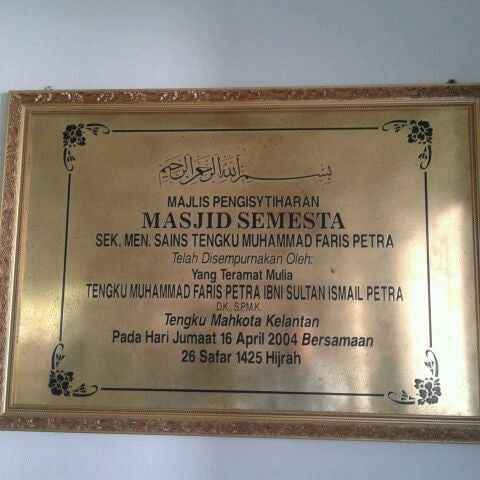 بسم الله الرحمن الرحيم
MAJLIS PENGISYTIHARAN
MASJID SEMESTA
SEK. MEN. SAINS TENGKU MUHAMMAD FARIS PETRA
Telah Disempurnakan Oleh:
Yang Teramat Mulia
TENGKU MUHAMMAD FARIS PETRA IBNI SULTAN ISMAIL PETRA
D.K., S.P.M.K.
Tengku Mahkota Kelantan
Pada Hari Jumaat 16 April 2004 Bersamaan
26 Safar 1425 Hijrah